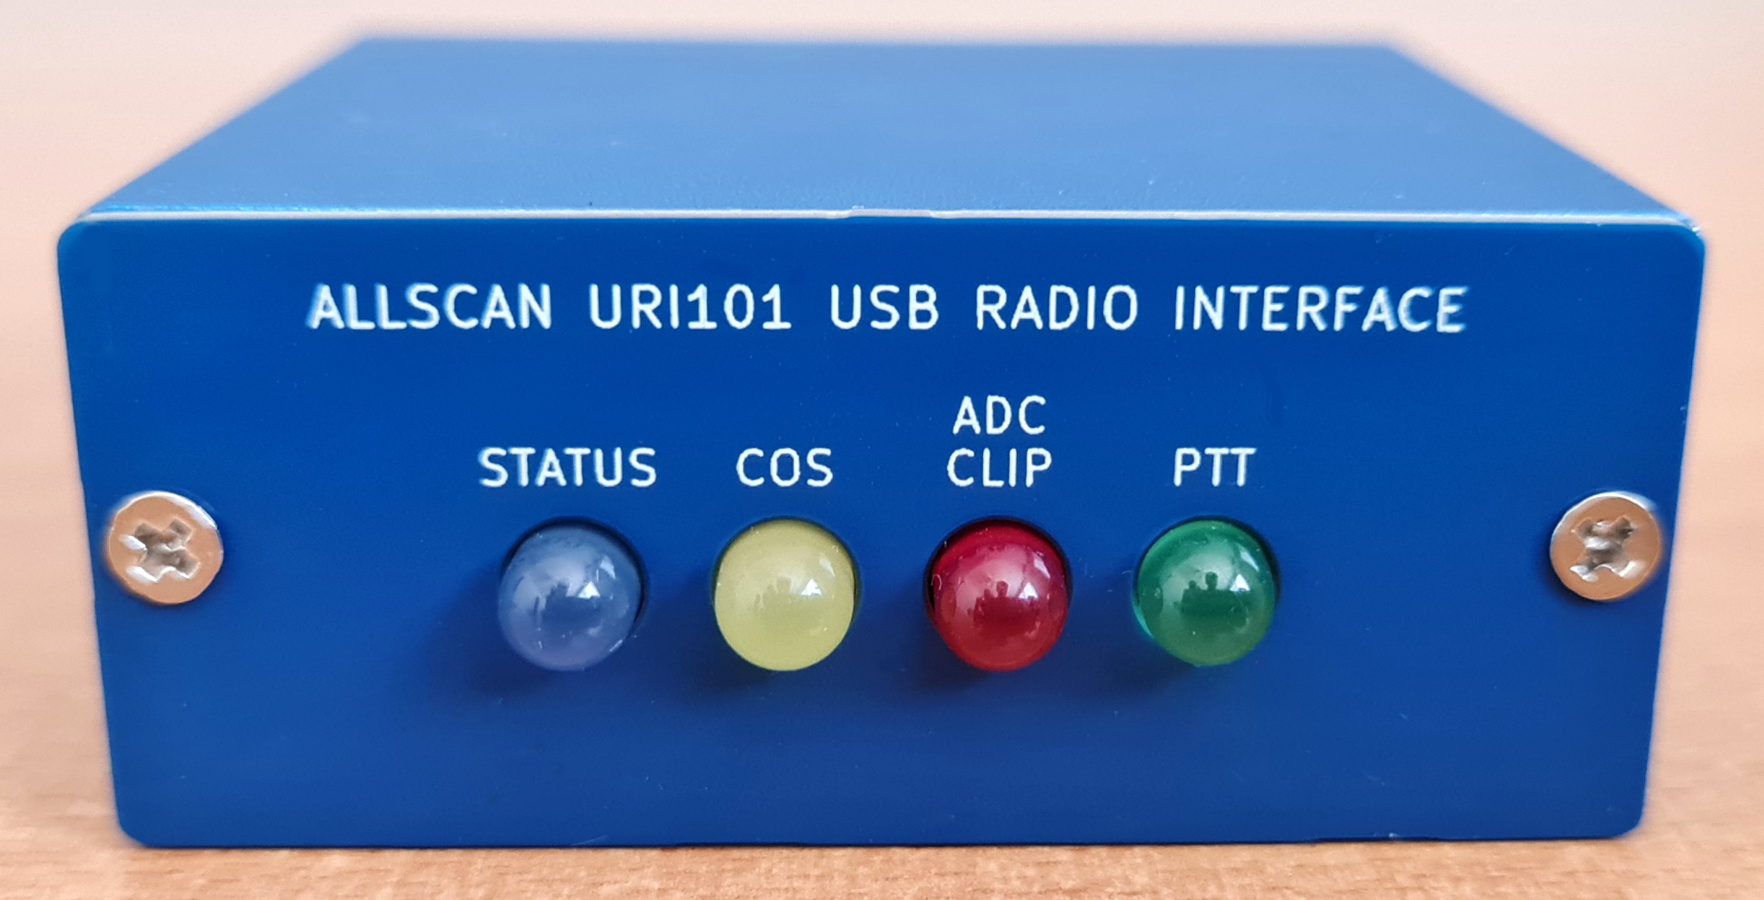 ALLSCAN URI101 USB RADIO INTERFACE
STATUS COS ADC CLIP PTT